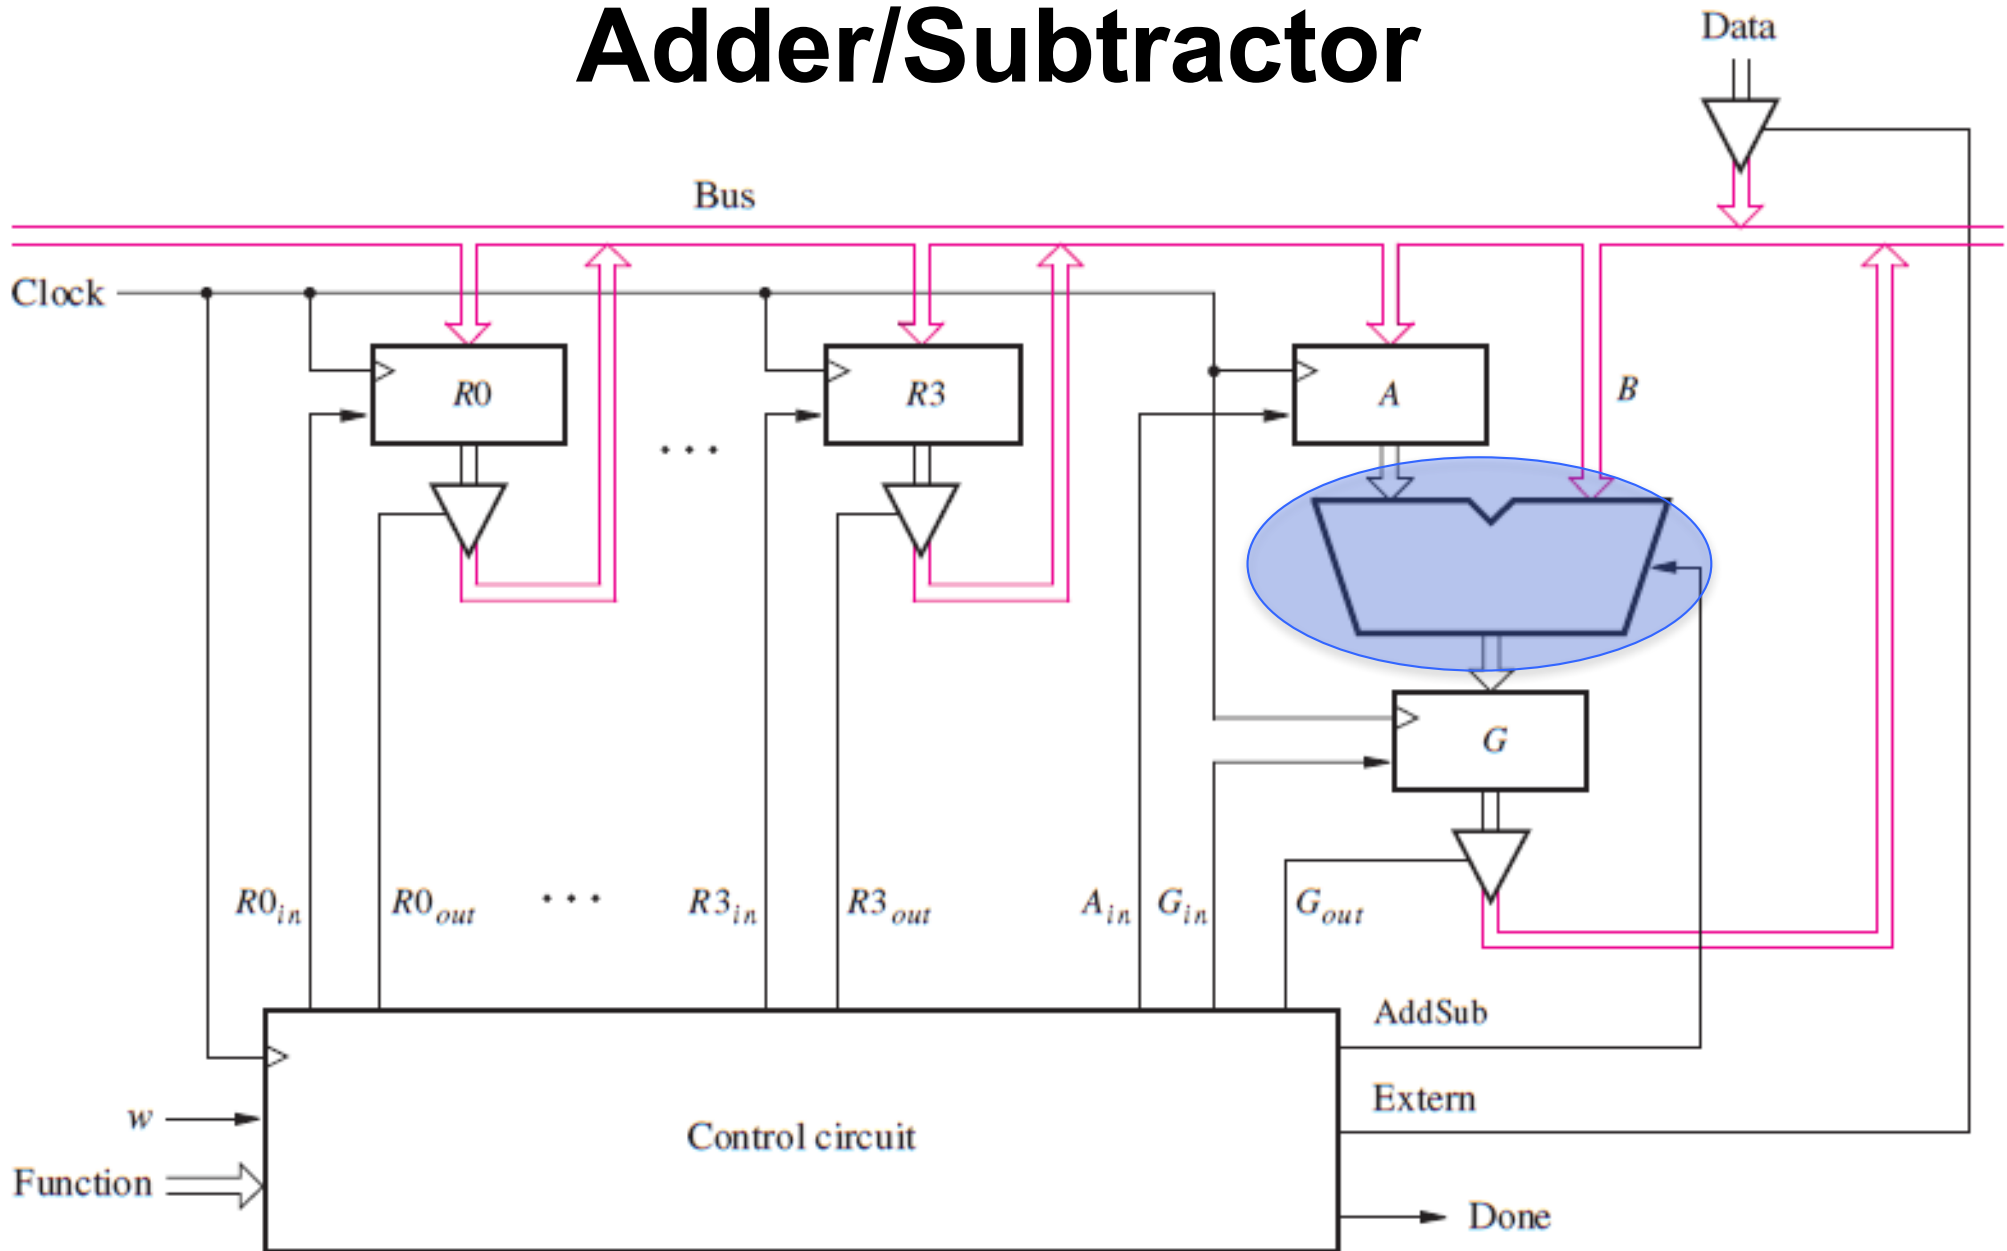 Adder/Subtractor
Data
Bus
Clock
R0
R3
A
B
. . .
G
R0in
R0out
. . .
R3in
R3out
Ain
Gin
Gout
AddSub
Extern
w
Control circuit
Function
Done